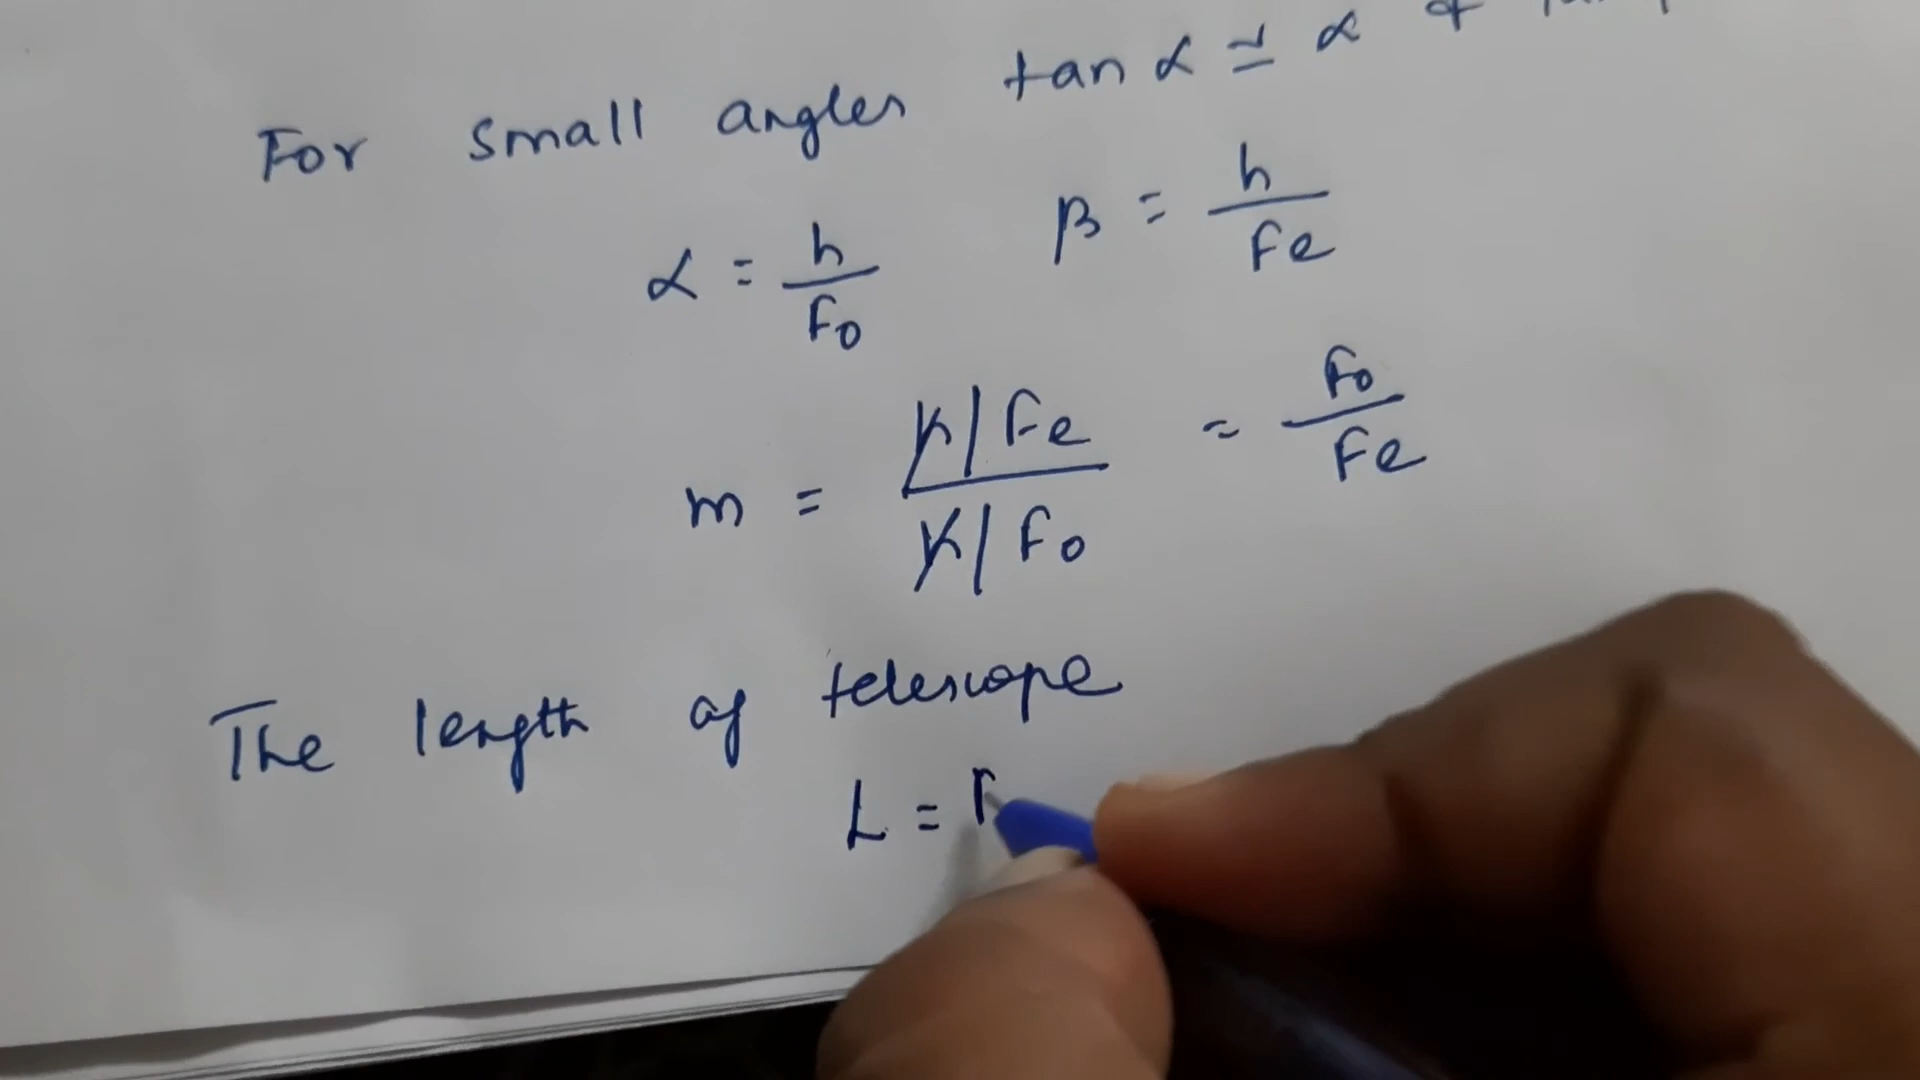 For small angles tan α ≃ α &
α = h/Fo β = h/Fe
m = h/Fe / h/Fo = Fo/Fe
The length of telescope
L =